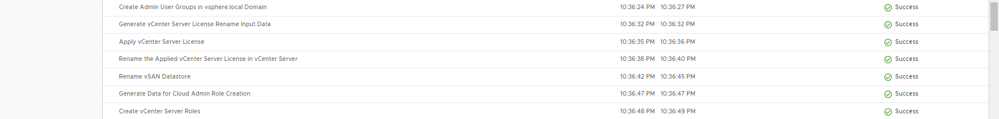 Create Admin User Groups in vsphere.local Domain 10:36:24 PM 10:36:27 PM Success
Generate vCenter Server License Rename Input Data 10:36:32 PM 10:36:32 PM Success
Apply vCenter Server License 10:36:35 PM 10:36:36 PM Success
Rename the Applied vCenter Server License in vCenter Server 10:36:38 PM 10:36:40 PM Success
Rename vSAN Datastore 10:36:42 PM 10:36:45 PM Success
Generate Data for Cloud Admin Role Creation 10:36:47 PM 10:36:47 PM Success
Create vCenter Server Roles 10:36:48 PM 10:36:49 PM Success